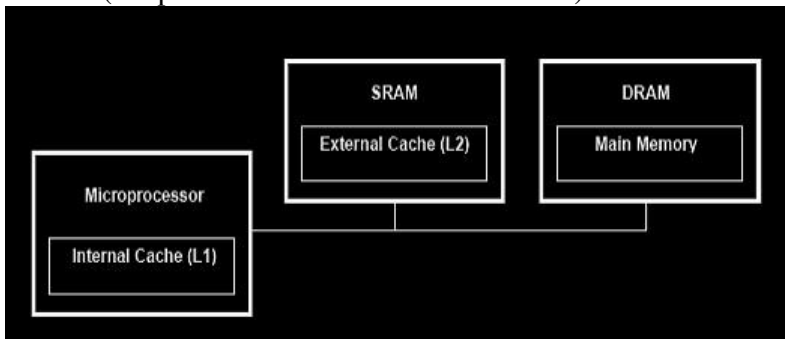 SRAM
External Cache (L2)
DRAM
Main Memory
Microprocessor
Internal Cache (L1)